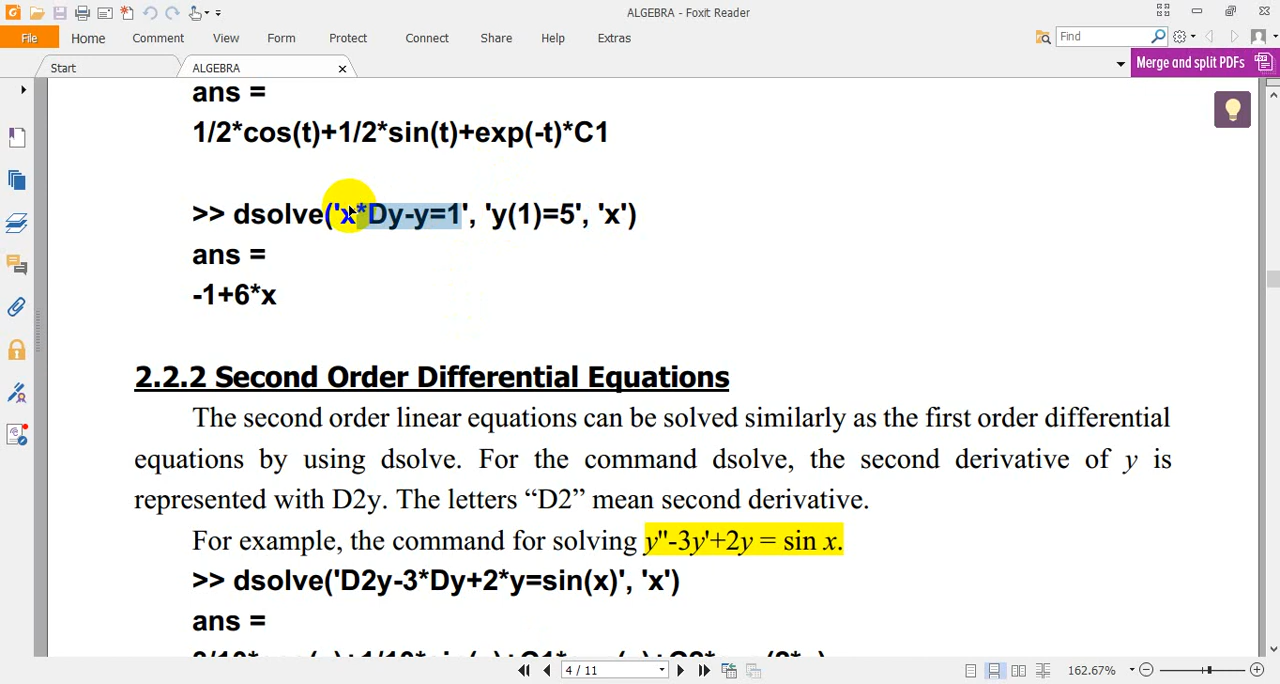 ALGEBRA - Foxit Reader
File Home Comment View Form Protect Connect Share Help Extras Find
Start ALGEBRA Merge and split PDFs
ans =
1/2*cos(t)+1/2*sin(t)+exp(-t)*C1
>> dsolve('x*Dy-y=1', 'y(1)=5', 'x')
ans =
-1+6*x
2.2.2 Second Order Differential Equations
The second order linear equations can be solved similarly as the first order differential
equations by using dsolve. For the command dsolve, the second derivative of y is
represented with D2y. The letters “D2” mean second derivative.
For example, the command for solving y"-3y'+2y = sin x.
>> dsolve('D2y-3*Dy+2*y=sin(x)', 'x')
ans =
4 / 11 162.67%